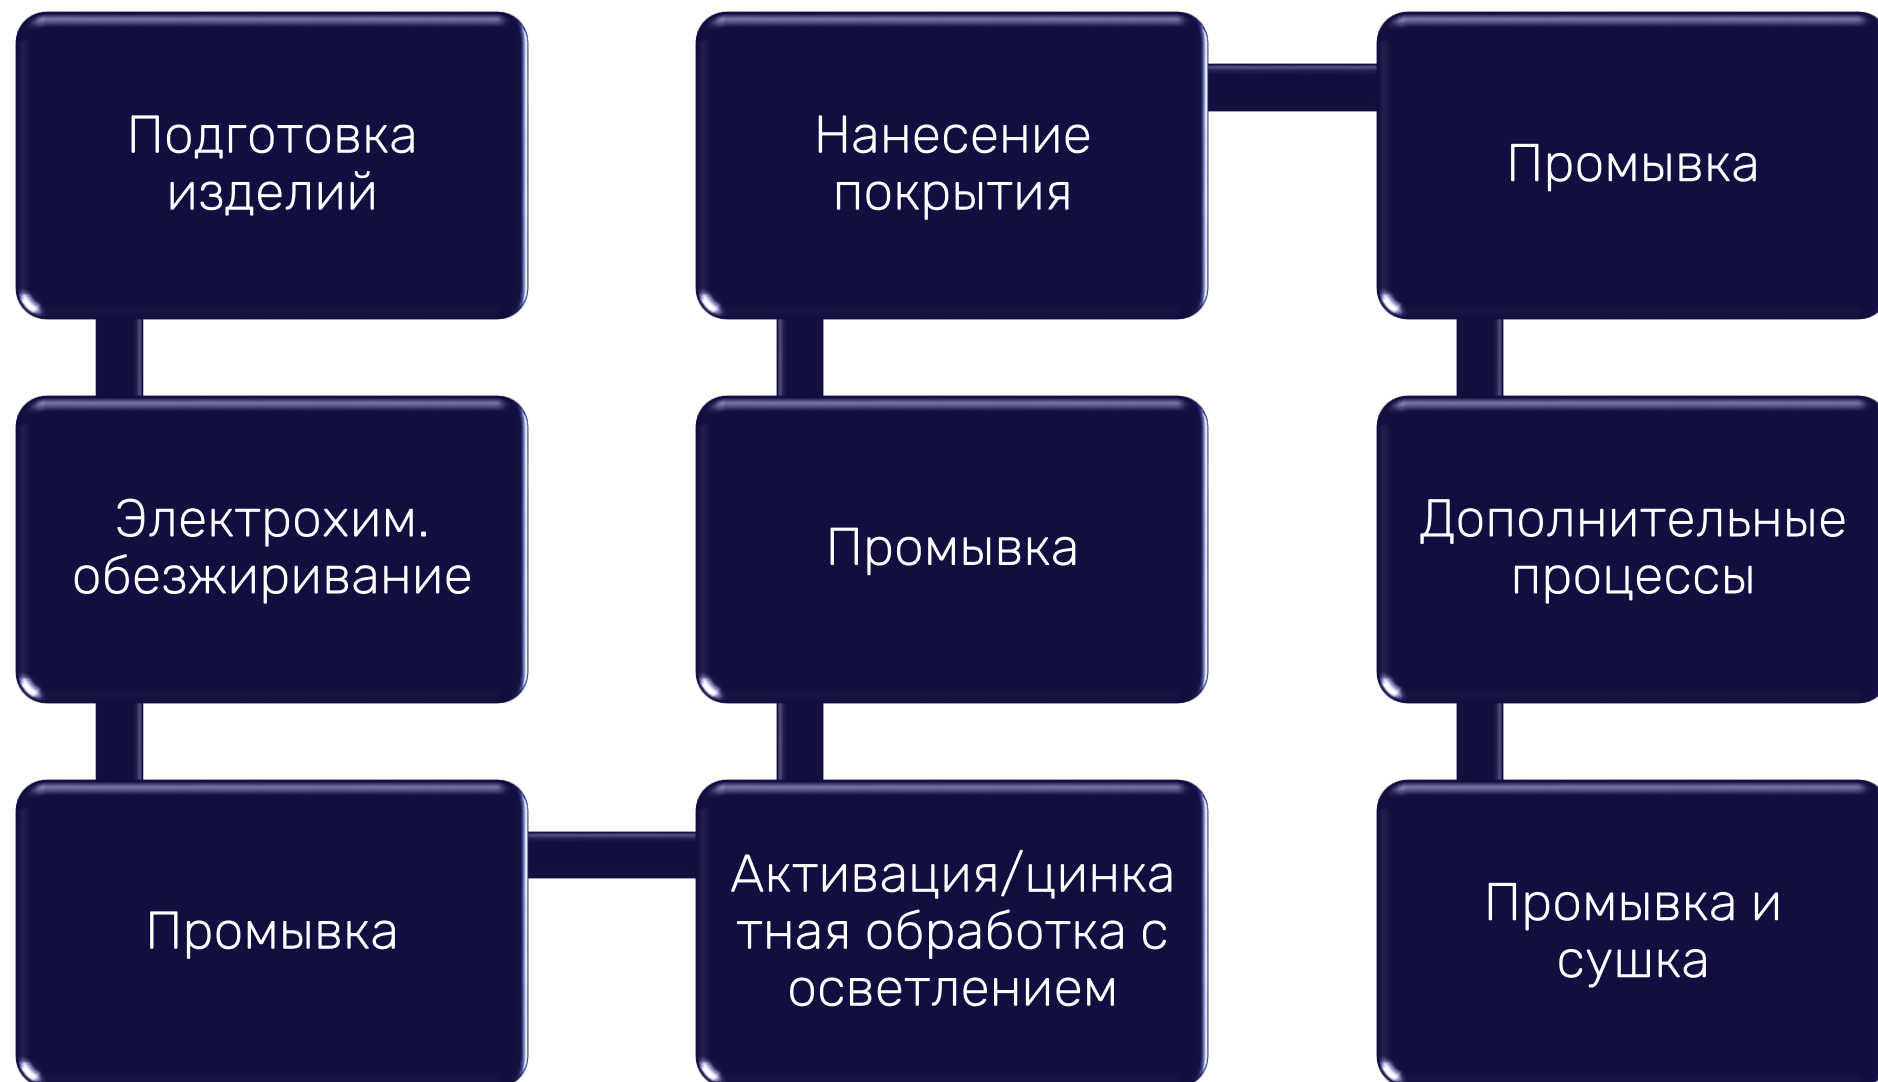 Подготовка
изделий
Электрохим.
обезжиривание
Промывка
Активация/цинка
тная обработка с
осветлением
Промывка
Нанесение
покрытия
Промывка
Дополнительные
процессы
Промывка и
сушка